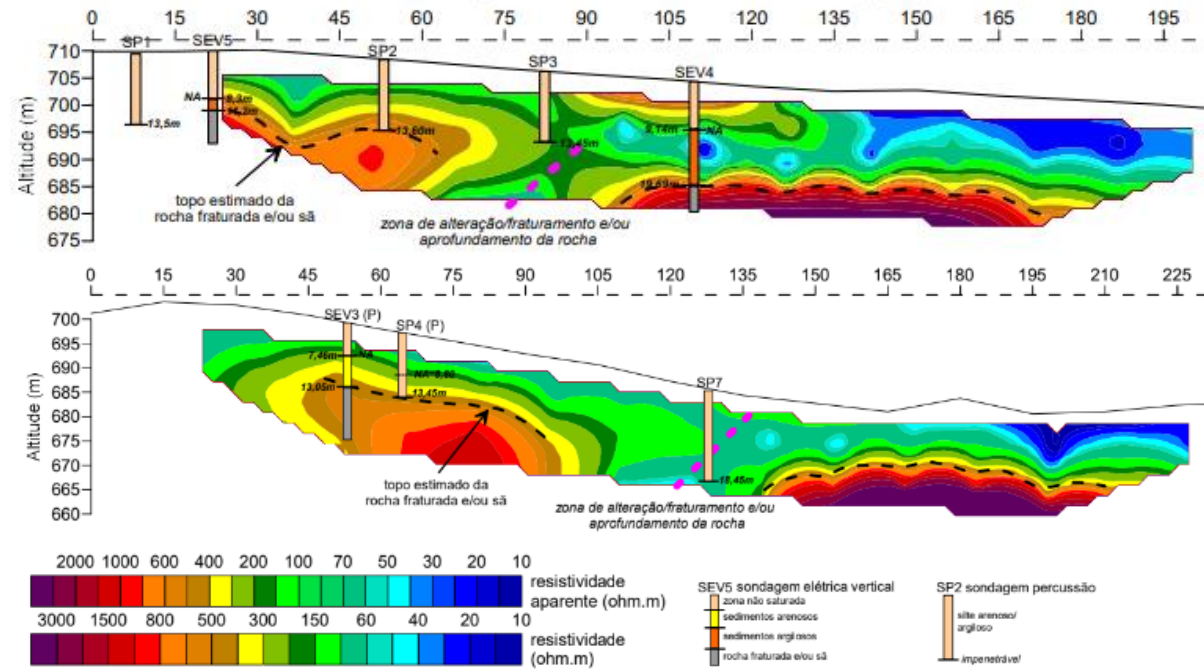 0 15 30 45 60 75 90 105 120 135 150 165 180 195
SP1 SEV5 SP2 SP3 SEV4
710
705
700
695
690
685
680
675
Altitude (m)
NA
13,5m
13,60m
13,45m
9,14m NA
19,69m
topo estimado da
rocha fraturada e/ou sã
zona de alteração/fraturamento e/ou
aprofundamento da rocha
0 15 30 45 60 75 90 105 120 135 150 165 180 195 210 225
SEV3 (P) SP4 (P) SP7
700
695
690
685
680
675
670
665
660
Altitude (m)
7,46m NA
NA=8,80
13,05m
13,45m
18,45m
topo estimado da
rocha fraturada e/ou sã
zona de alteração/fraturamento e/ou
aprofundamento da rocha
2000 1000 600 400 200 100 70 50 30 20 10
resistividade
aparente (ohm.m)
3000 1500 800 500 300 150 60 40 20 10
resistividade
(ohm.m)
SEV5 sondagem elétrica vertical
zona não saturada
sedimentos arenosos
sedimentos argilosos
rocha fraturada e/ou sã
SP2 sondagem percussão
silte arenoso/
argiloso
impenetrável